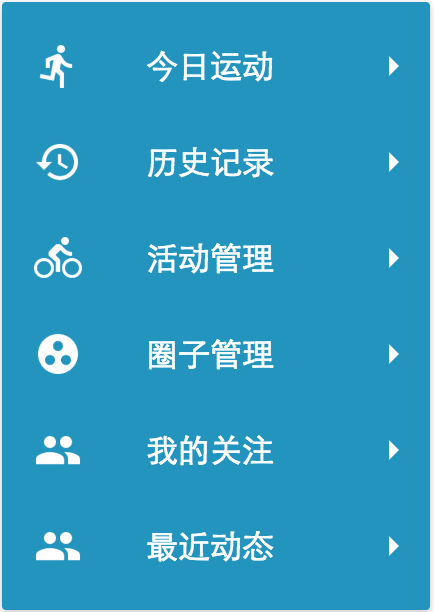 今日运动
历史记录
活动管理
圈子管理
我的关注
最近动态